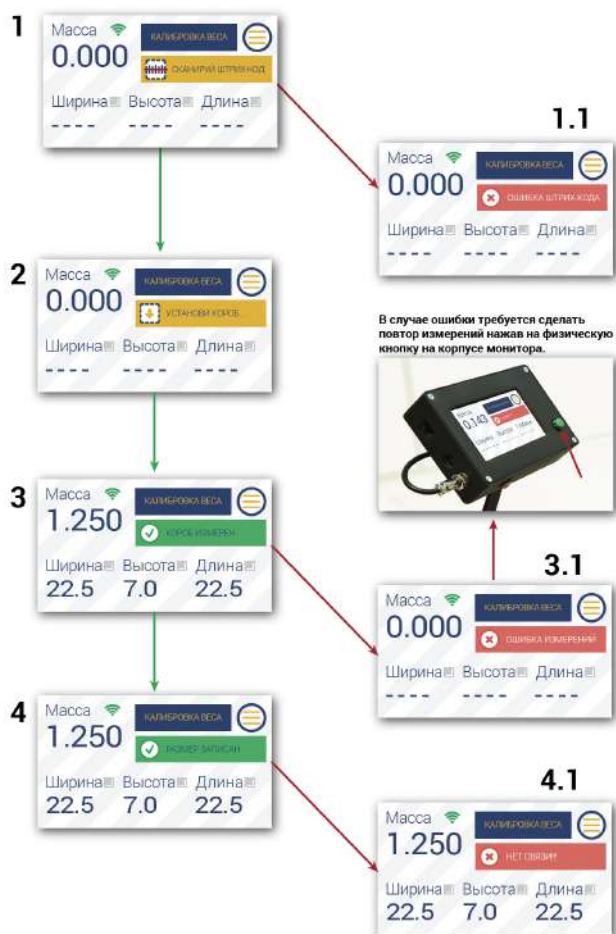 1
Масса
0.000
КАЛИБРОВКА ВЕСА
СКАНИРУЙ ШТРИХ-КОД
Ширина Высота Длина
---- ---- ----
1.1
Масса
0.000
КАЛИБРОВКА ВЕСА
ОШИБКА ШТРИХ-КОДА
Ширина Высота Длина
---- ---- ----
2
Масса
0.000
КАЛИБРОВКА ВЕСА
УСТАНОВИ КОРОБ...
Ширина Высота Длина
---- ---- ----
В случае ошибки требуется сделать
повтор измерений нажав на физическую
кнопку на корпусе монитора.
0.143
3
Масса
1.250
КАЛИБРОВКА ВЕСА
КОРОБ ИЗМЕРЕН
Ширина Высота Длина
22.5 7.0 22.5
3.1
Масса
0.000
КАЛИБРОВКА ВЕСА
ОШИБКА ИЗМЕРЕНИЙ
Ширина Высота Длина
---- ---- ----
4
Масса
1.250
КАЛИБРОВКА ВЕСА
РАЗМЕР ЗАПИСАН
Ширина Высота Длина
22.5 7.0 22.5
4.1
Масса
1.250
КАЛИБРОВКА ВЕСА
НЕТ СВЯЗИ!!
Ширина Высота Длина
22.5 7.0 22.5